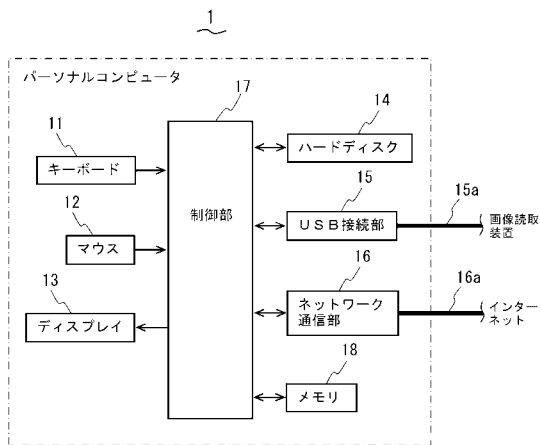 1
パーソナルコンピュータ
17
14
11
キーボード
ハードディスク
12
マウス
制御部
15
USB接続部
15a
画像読取
装置
13
ディスプレイ
16
ネットワーク
通信部
16a
インター
ネット
18
メモリ